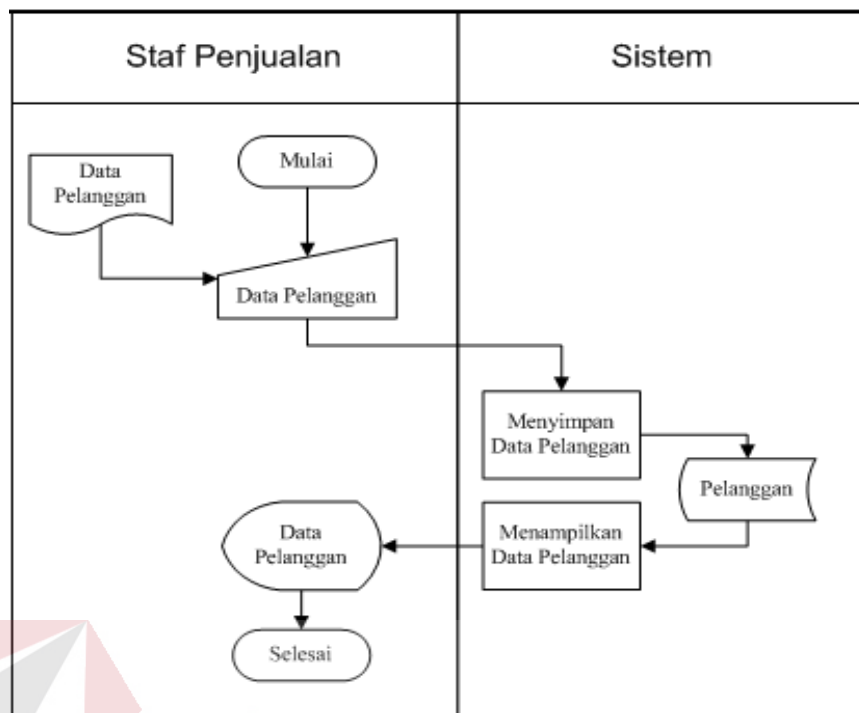 Staf Penjualan
Sistem
Mulai
Data
Pelanggan
Data Pelanggan
Menyimpan
Data Pelanggan
Pelanggan
Menampilkan
Data Pelanggan
Data
Pelanggan
Selesai